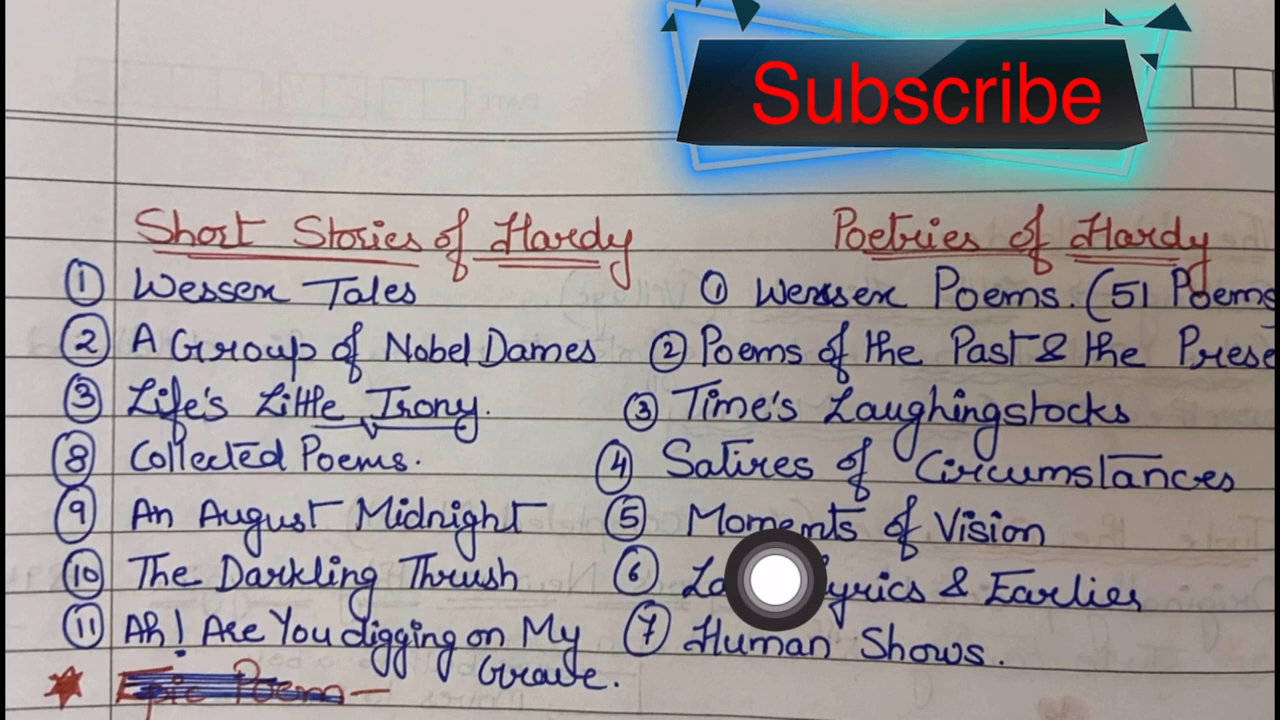 Subscribe
Short Stories of Hardy
① Wessex Tales
② A Group of Nobel Dames
③ Life's Little Irony.
⑧ Collected Poems.
⑨ An August Midnight
⑩ The Darkling Thrush
⑪ Ah! Are You digging on My
Grave.
Epic Poem-
Poetries of Hardy
① Wessex Poems. (51 Poems
② Poems of the Past & the Prese
③ Time's Laughingstocks
④ Satires of Circumstances
⑤ Moments of Vision
⑥ & Earlies
⑦ Human Shows.